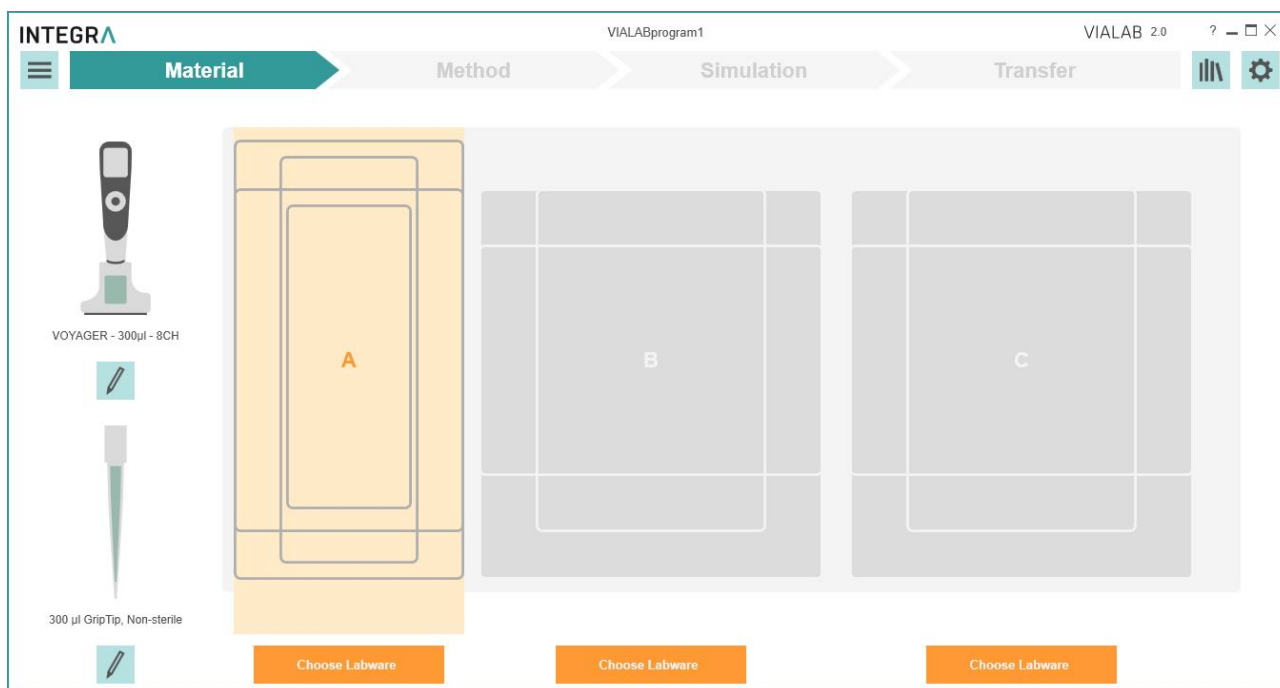 INTEGRA
VIALABprogram1
VIALAB 2.0
?
Material
Method
Simulation
Transfer
A
B
C
VOYAGER - 300µl - 8CH
300 µl GripTip, Non-sterile
Choose Labware
Choose Labware
Choose Labware